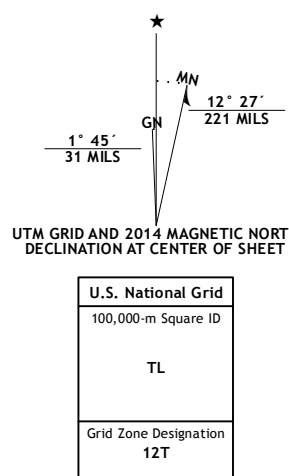 ★
MN
GN
12° 27´
221 MILS
1° 45´
31 MILS
UTM GRID AND 2014 MAGNETIC NORT
DECLINATION AT CENTER OF SHEET
U.S. National Grid
100,000-m Square ID
TL
Grid Zone Designation
12T